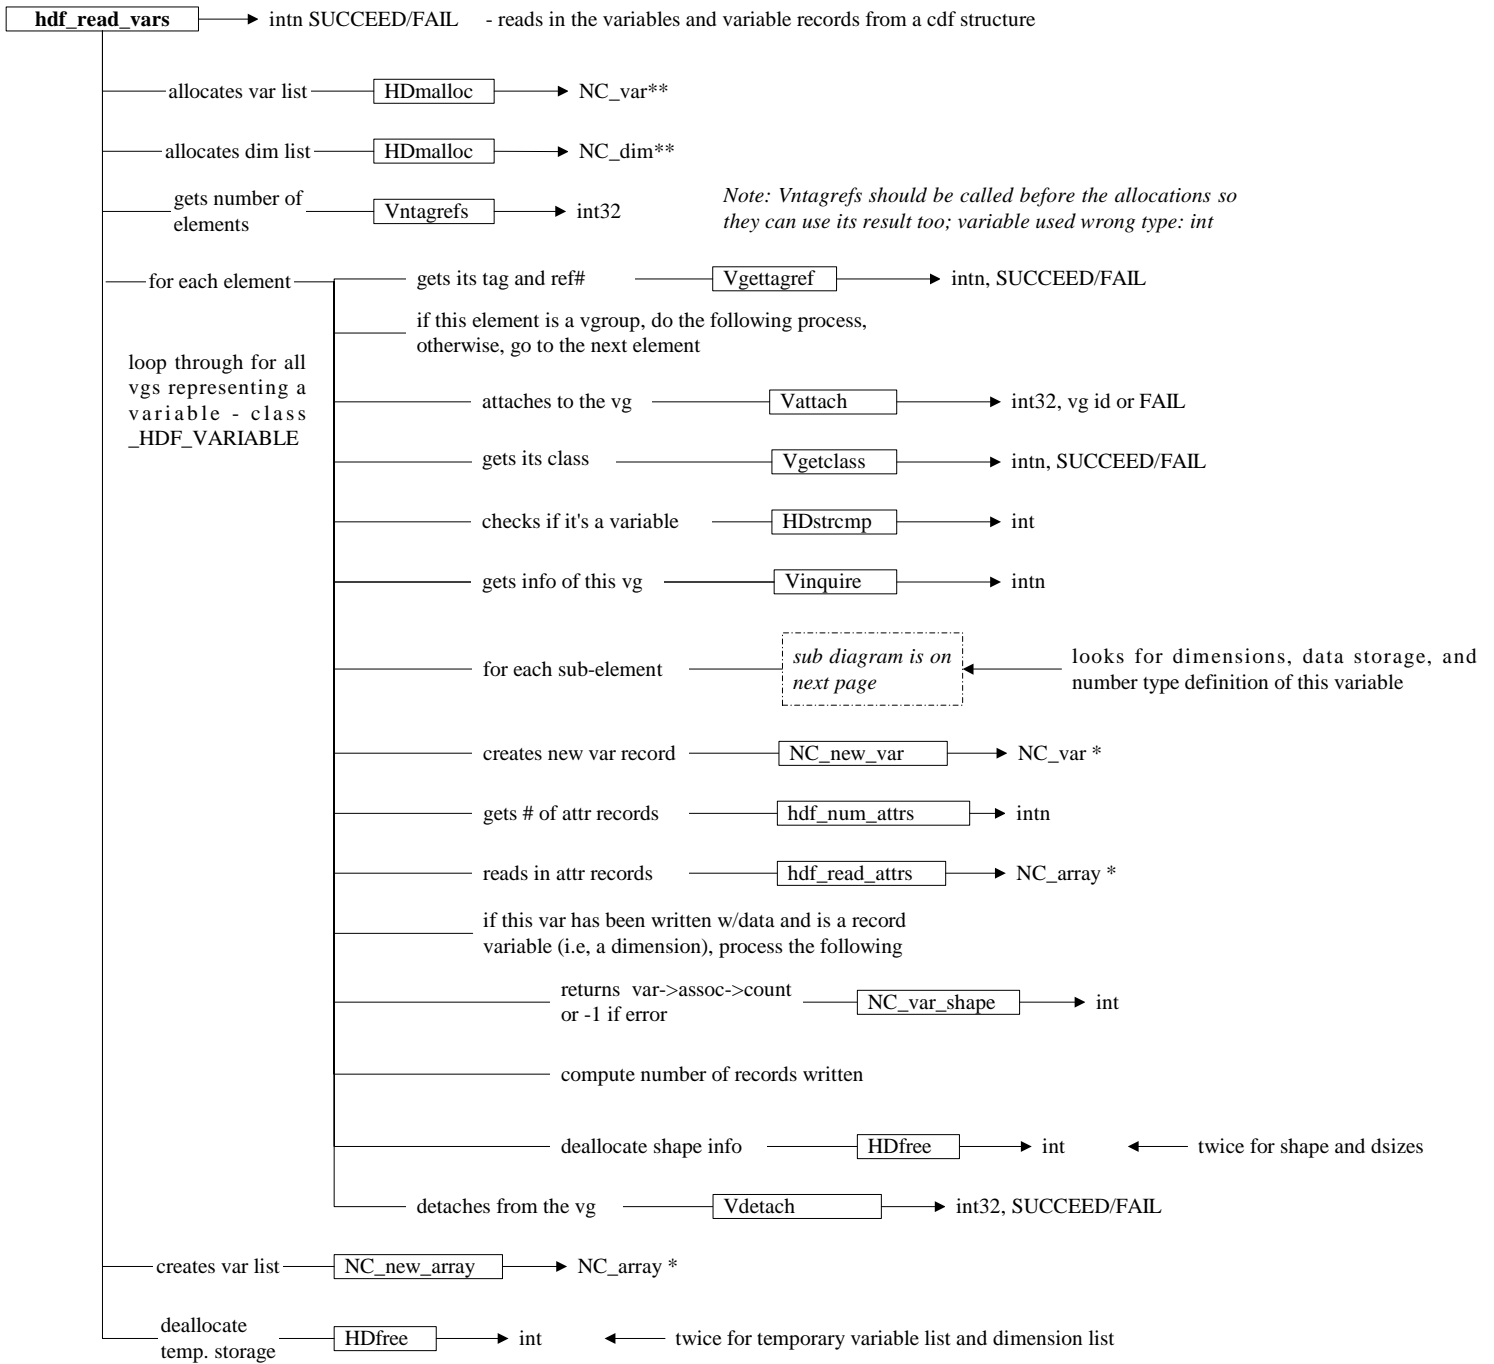 hdf_read_vars intn SUCCEED/FAIL - reads in the variables and variable records from a cdf structure
allocates var list HDmalloc NC_var**
allocates dim list HDmalloc NC_dim**
gets number of
elements
Vntagrefs int32
Note: Vntagrefs should be called before the allocations so
they can use its result too; variable used wrong type: int
for each element
loop through for all
vgs representing a
variable - class
_HDF_VARIABLE
gets its tag and ref# Vgettagref intn, SUCCEED/FAIL
if this element is a vgroup, do the following process,
otherwise, go to the next element
attaches to the vg Vattach int32, vg id or FAIL
gets its class Vgetclass intn, SUCCEED/FAIL
checks if it's a variable HDstrcmp int
gets info of this vg Vinquire intn
for each sub-element
sub diagram is on
next page
looks for dimensions, data storage, and
number type definition of this variable
creates new var record NC_new_var NC_var *
gets # of attr records hdf_num_attrs intn
reads in attr records hdf_read_attrs NC_array *
if this var has been written w/data and is a record
variable (i.e, a dimension), process the following
returns var->assoc->count
or -1 if error
NC_var_shape int
compute number of records written
deallocate shape info HDfree int twice for shape and dsizes
detaches from the vg Vdetach int32, SUCCEED/FAIL
creates var list NC_new_array NC_array *
deallocate
temp. storage
HDfree int twice for temporary variable list and dimension list